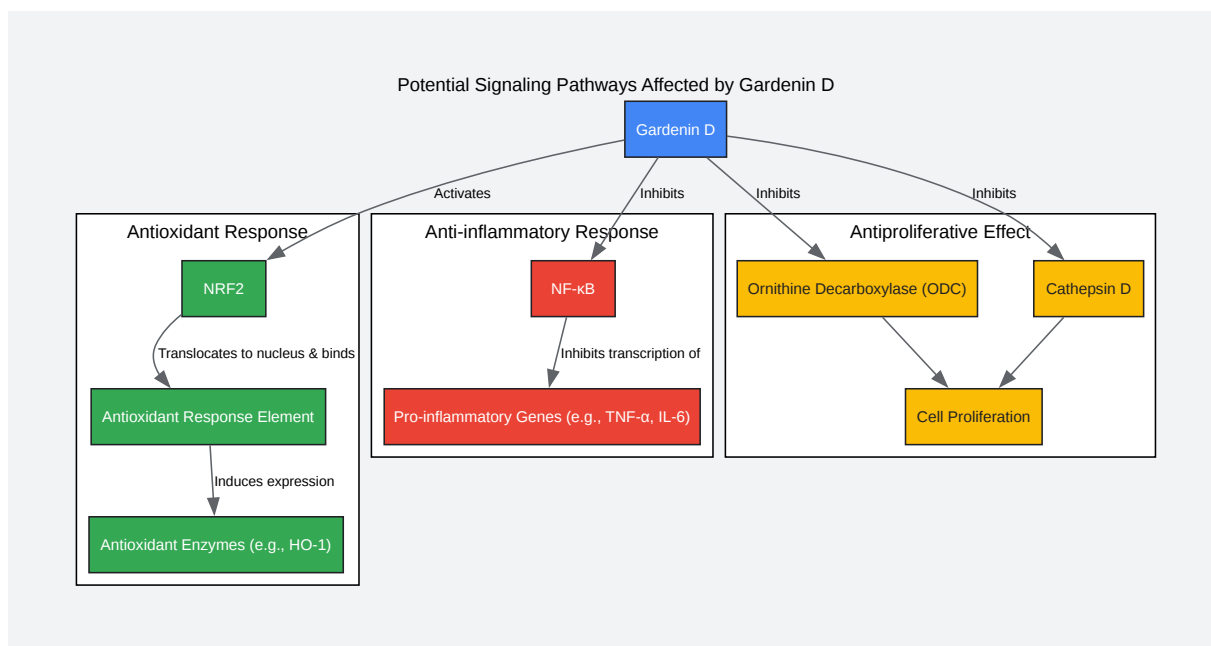 Potential Signaling Pathways Affected by Gardenin D
Gardenin D
Activates
Inhibits
Inhibits
Inhibits
Antioxidant Response
Anti-inflammatory Response
Antiproliferative Effect
NRF2
NF-κB
Ornithine Decarboxylase (ODC)
Cathepsin D
Translocates to nucleus & binds
Inhibits transcription of
Antioxidant Response Element
Pro-inflammatory Genes (e.g., TNF-α, IL-6)
Cell Proliferation
Induces expression
Antioxidant Enzymes (e.g., HO-1)